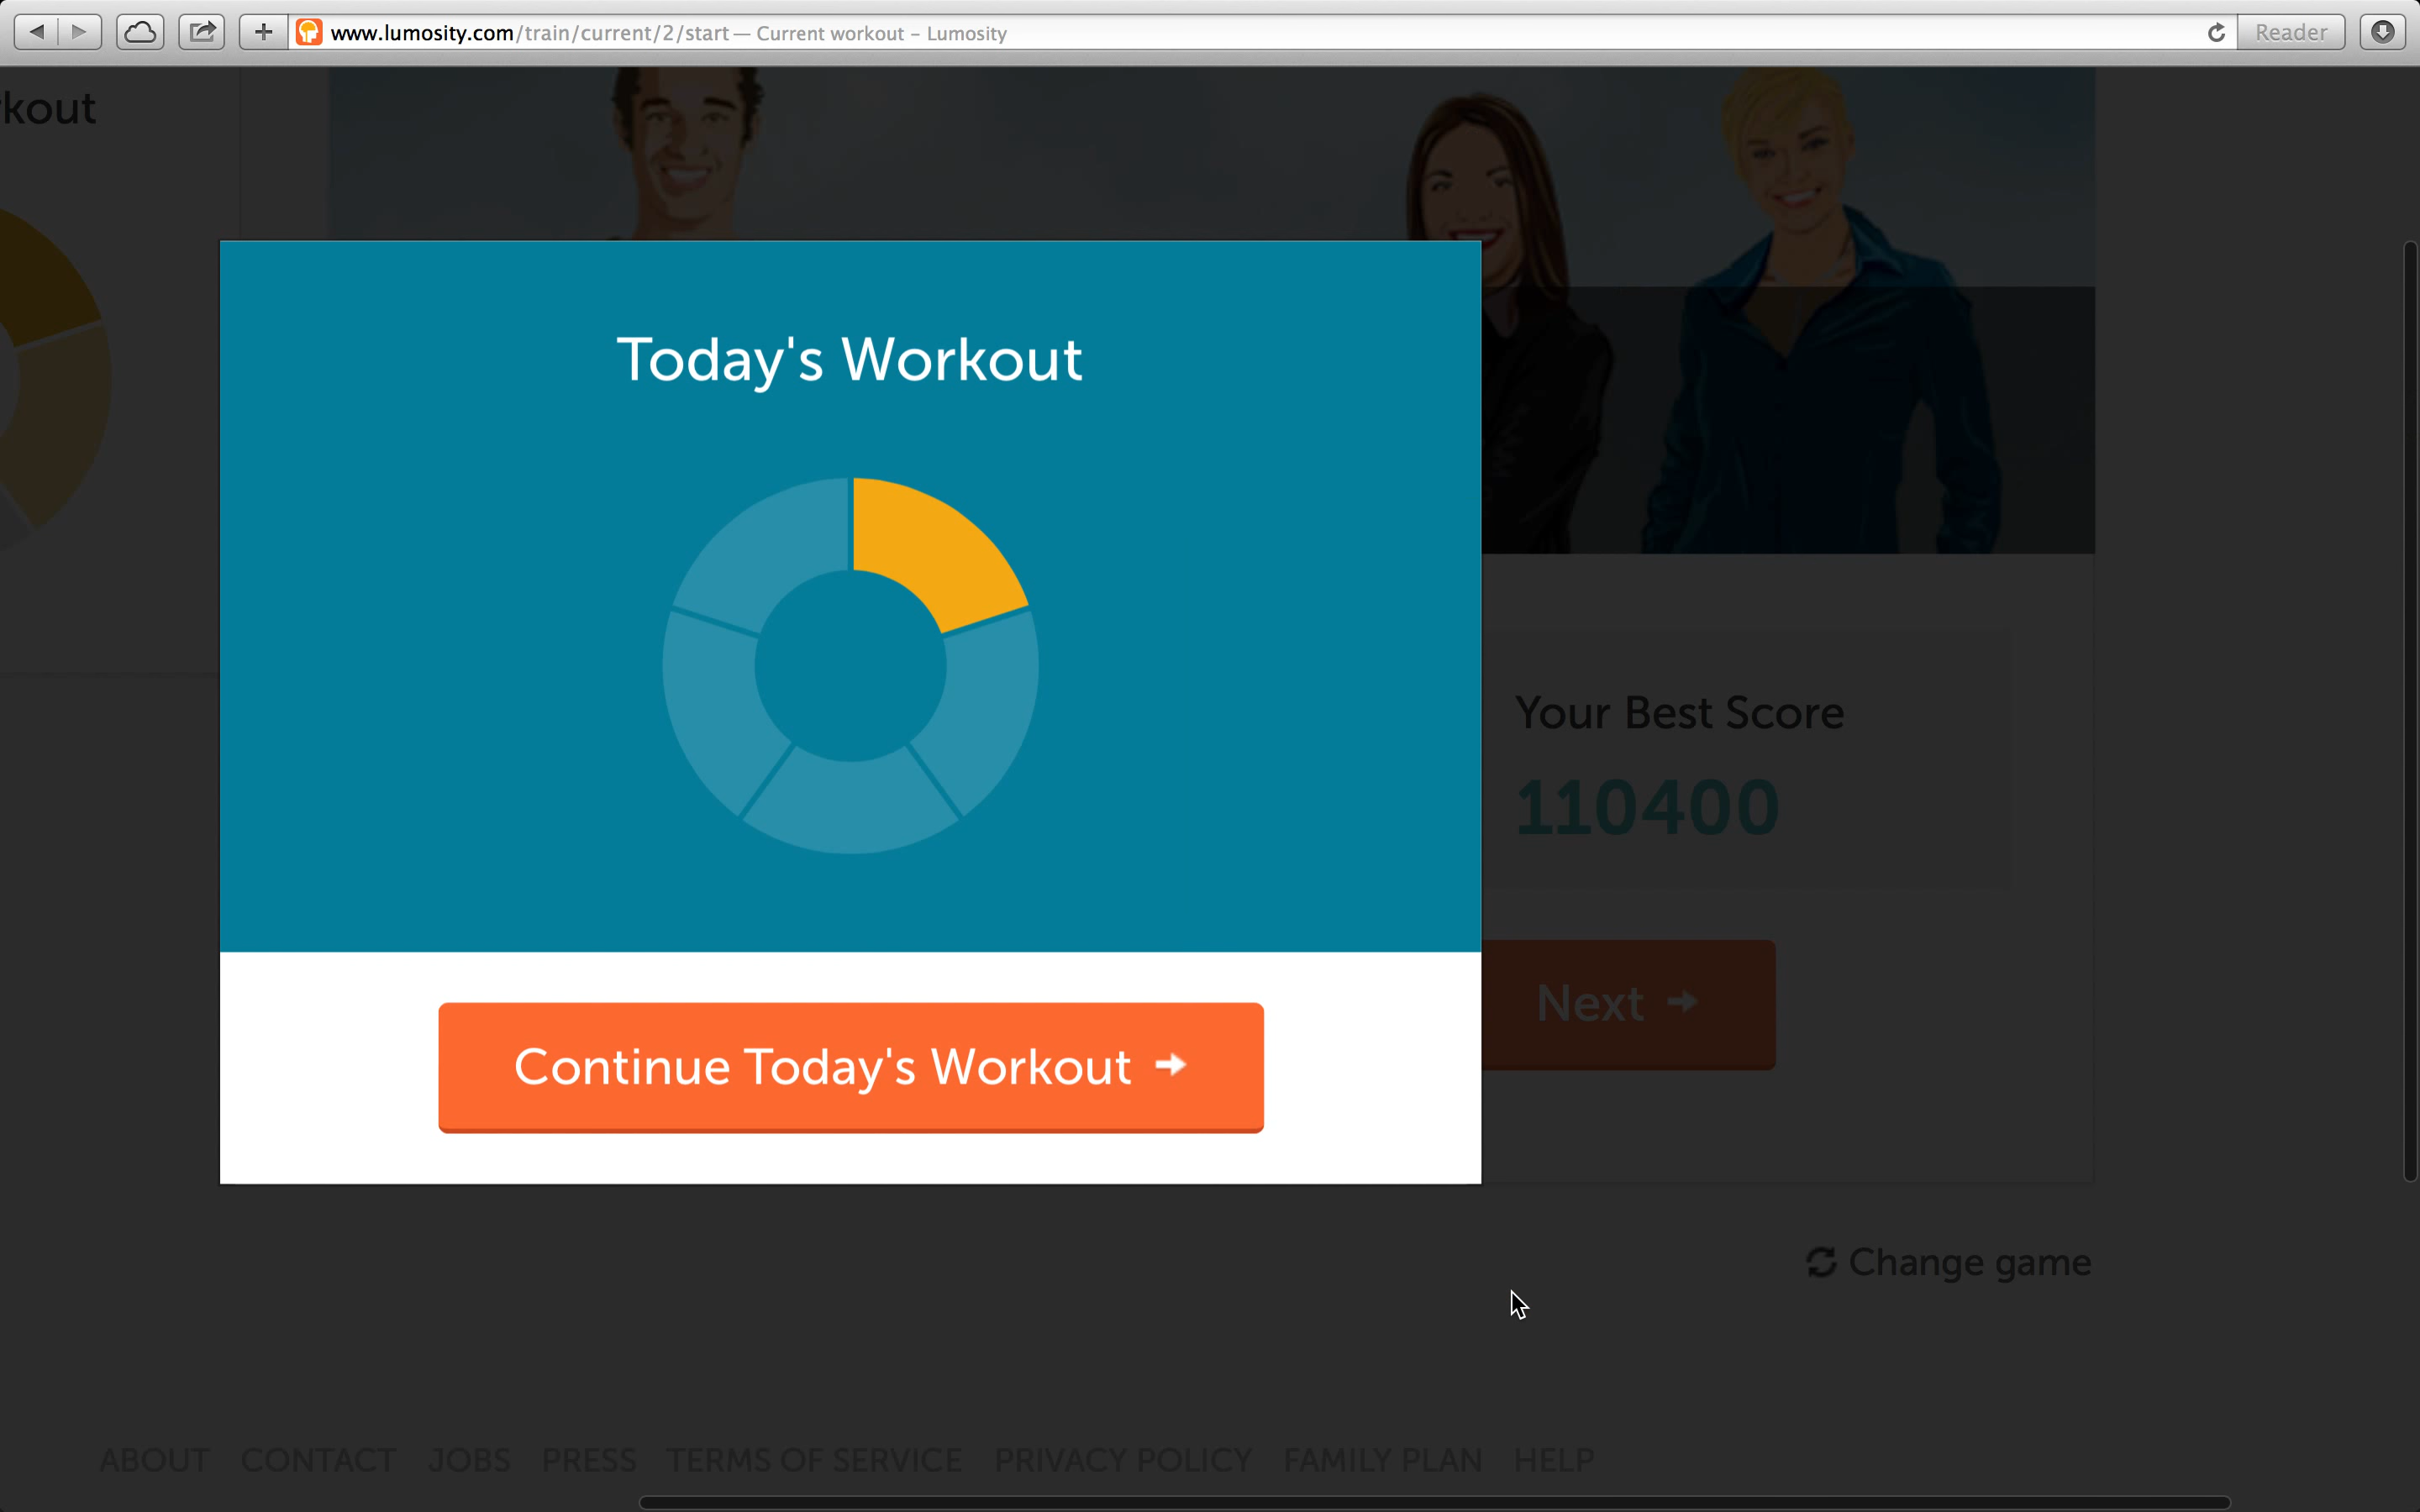 www.lumosity.com/train/current/2/start — Current workout – Lumosity
Reader
kout
Today's Workout
Your Best Score
110400
Next
Continue Today's Workout
Change game
ABOUT CONTACT JOBS PRESS TERMS OF SERVICE PRIVACY POLICY FAMILY PLAN HELP